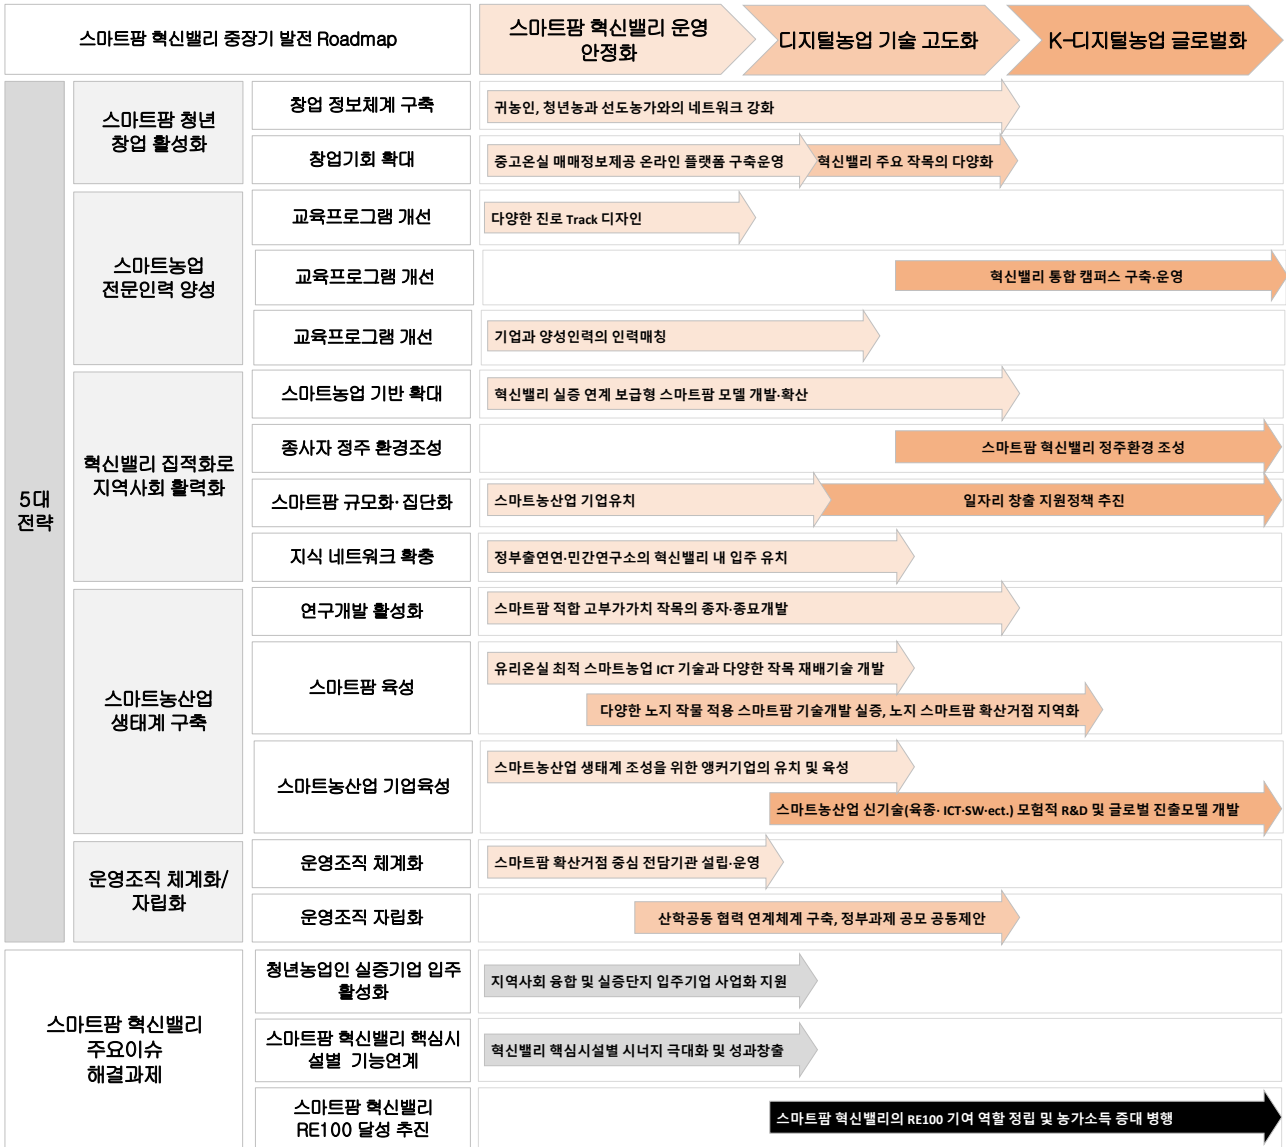 스마트팜 혁신밸리 중장기 발전 Roadmap
스마트팜 혁신밸리 운영
안정화
디지털농업 기술 고도화
K-디지털농업 글로벌화
5대
전략
스마트팜 청년
창업 활성화
창업 정보체계 구축
귀농인, 청년농과 선도농가와의 네트워크 강화
창업기회 확대
중고온실 매매정보제공 온라인 플랫폼 구축운영
혁신밸리 주요 작목의 다양화
스마트농업
전문인력 양성
교육프로그램 개선
다양한 진로 Track 디자인
교육프로그램 개선
혁신밸리 통합 캠퍼스 구축·운영
교육프로그램 개선
기업과 양성인력의 인력매칭
혁신밸리 집적화로
지역사회 활력화
스마트농업 기반 확대
혁신밸리 실증 연계 보급형 스마트팜 모델 개발·확산
종사자 정주 환경조성
스마트팜 혁신밸리 정주환경 조성
스마트팜 규모화·집단화
스마트농산업 기업유치
일자리 창출 지원정책 추진
지식 네트워크 확충
정부출연연·민간연구소의 혁신밸리 내 입주 유치
스마트농산업
생태계 구축
연구개발 활성화
스마트팜 적합 고부가가치 작목의 종자·종묘개발
스마트팜 육성
유리온실 최적 스마트농업 ICT 기술과 다양한 작목 재배기술 개발
다양한 노지 작물 적용 스마트팜 기술개발 실증, 노지 스마트팜 확산거점 지역화
스마트농산업 기업육성
스마트농산업 생태계 조성을 위한 앵커기업의 유치 및 육성
스마트농산업 신기술(육종· ICT·SW·ect.) 모험적 R&D 및 글로벌 진출모델 개발
운영조직 체계화/
자립화
운영조직 체계화
스마트팜 확산거점 중심 전담기관 설립·운영
운영조직 자립화
산학공동 협력 연계체계 구축, 정부과제 공모 공동제안
스마트팜 혁신밸리
주요이슈
해결과제
청년농업인 실증기업 입주
활성화
지역사회 융합 및 실증단지 입주기업 사업화 지원
스마트팜 혁신밸리 핵심시
설별 기능연계
혁신밸리 핵심시설별 시너지 극대화 및 성과창출
스마트팜 혁신밸리
RE100 달성 추진
스마트팜 혁신밸리의 RE100 기여 역할 정립 및 농가소득 증대 병행